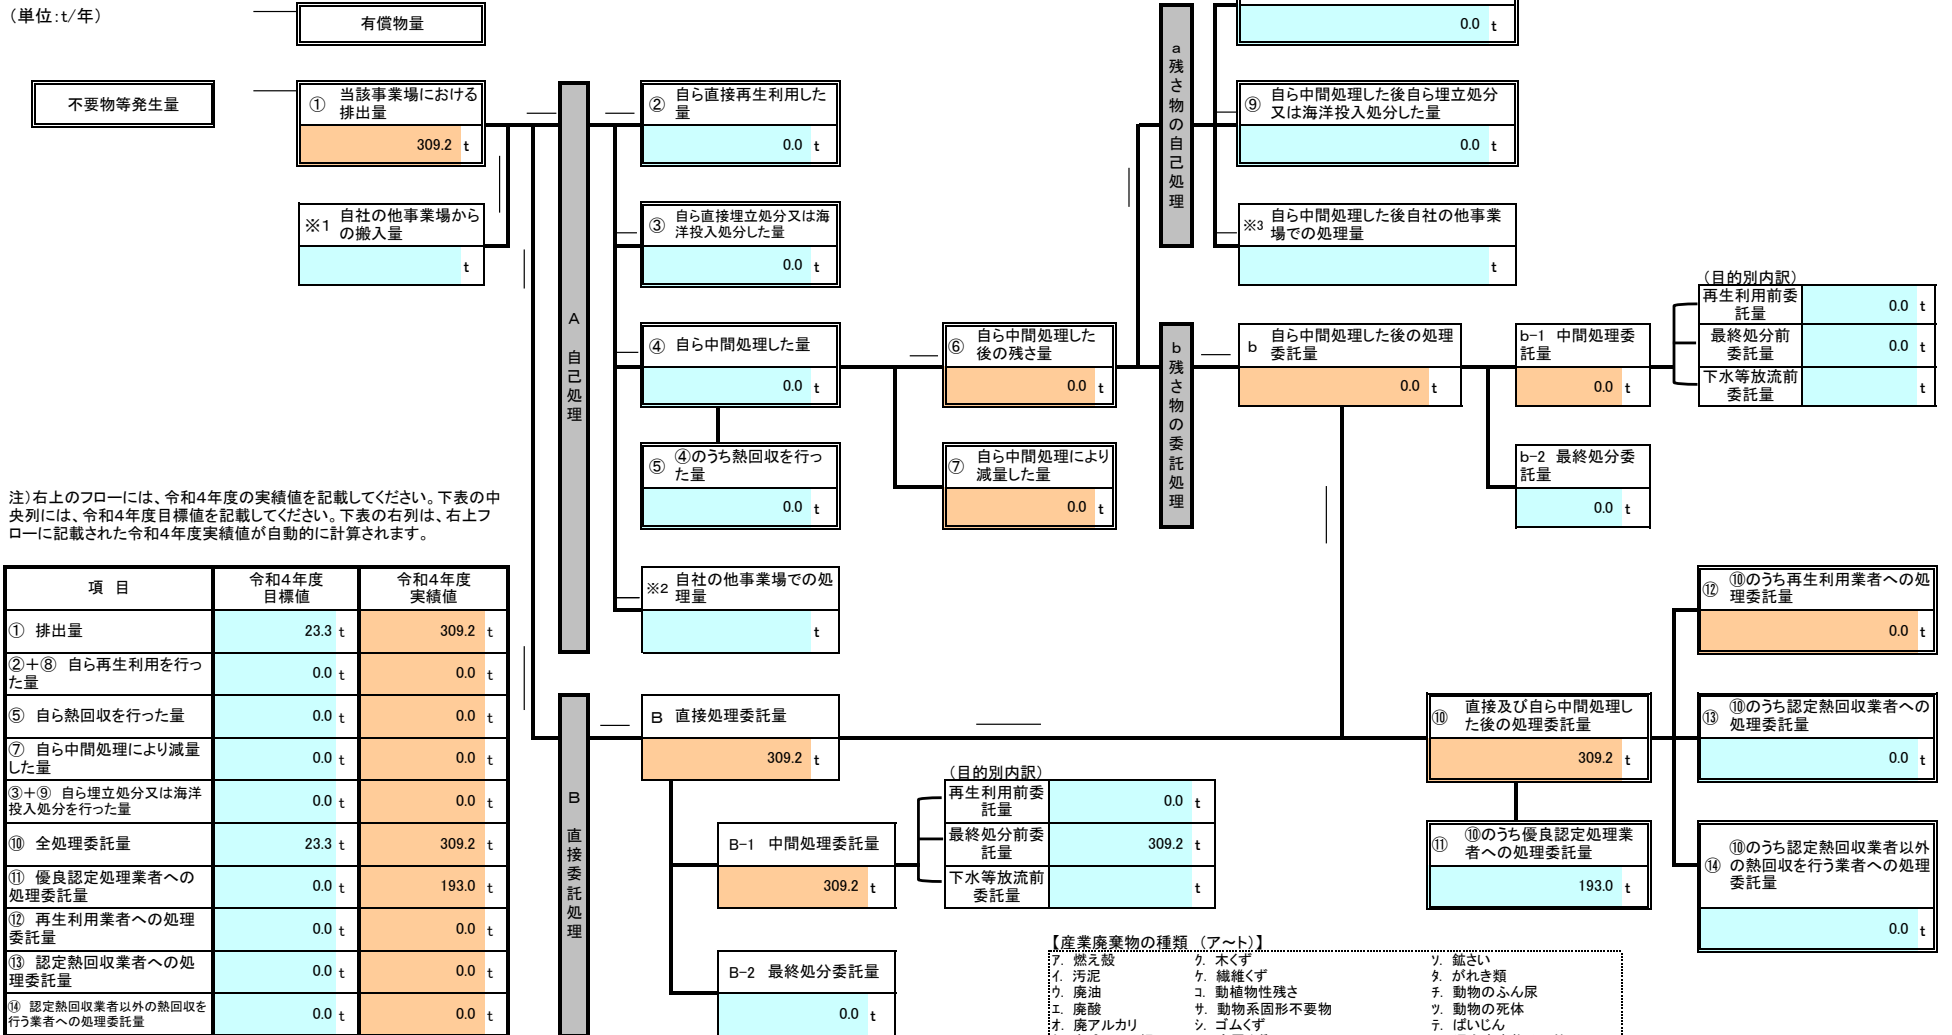 (単位:t/年)
有償物量
0.0 t
不要物等発生量
① 当該事業場における
排出量
309.2 t
② 自ら直接再生利用した
量
0.0 t
⑨ 自ら中間処理した後自ら埋立処分
又は海洋投入処分した量
0.0 t
a 残さ物の自己処理
※1 自社の他事業場から
の搬入量
t
③ 自ら直接埋立処分又は海
洋投入処分した量
0.0 t
※3 自ら中間処理した後自社の他事業
場での処理量
t
A 自己処理
④ 自ら中間処理した量
0.0 t
⑥ 自ら中間処理した
後の残さ量
0.0 t
b 残さ物の委託処理
b 自ら中間処理した後の処理
委託量
0.0 t
b-1 中間処理委
託量
0.0 t
(目的別内訳)
再生利用前委
託量
0.0 t
最終処分前
委託量
0.0 t
下水等放流前
委託量
t
⑤ ④のうち熱回収を行っ
た量
0.0 t
⑦ 自ら中間処理により
減量した量
0.0 t
b-2 最終処分委
託量
0.0 t
注)右上のフローには、令和4年度の実績値を記載してください。下表の中
央列には、令和4年度目標値を記載してください。下表の右列は、右上フ
ローに記載された令和4年度実績値が自動的に計算されます。
※2 自社の他事業場での処
理量
t
項 目 令和4年度 目標値 令和4年度 実績値
① 排出量 23.3 t 309.2 t
②+⑧ 自ら再生利用を行っ
た量 0.0 t 0.0 t
⑤ 自ら熱回収を行った量 0.0 t 0.0 t
⑦ 自ら中間処理により減量
した量 0.0 t 0.0 t
③+⑨ 自ら埋立処分又は海洋
投入処分を行った量 0.0 t 0.0 t
⑩ 全処理委託量 23.3 t 309.2 t
⑪ 優良認定処理業者への
処理委託量 0.0 t 193.0 t
⑫ 再生利用業者への処理
委託量 0.0 t 0.0 t
⑬ 認定熱回収業者への処
理委託量 0.0 t 0.0 t
⑭ 認定熱回収業者以外の熱回収を
行う業者への処理委託量 0.0 t 0.0 t
B 直接委託処理
B 直接処理委託量
309.2 t
B-1 中間処理委託量
309.2 t
(目的別内訳)
再生利用前委
託量
0.0 t
最終処分前委
託量
309.2 t
下水等放流前
委託量
t
B-2 最終処分委託量
0.0 t
⑩ 直接及び自ら中間処理し
た後の処理委託量
309.2 t
⑪ ⑩のうち優良認定処理業
者への処理委託量
193.0 t
⑫ ⑩のうち再生利用業者への処
理委託量
0.0 t
⑬ ⑩のうち認定熱回収業者への
処理委託量
0.0 t
⑭ ⑩のうち認定熱回収業者以外
の熱回収を行う業者への処理
委託量
0.0 t
【産業廃棄物の種類 (ア~ト)】
ア. 燃え殻 ク. 木くず ソ. 鉱さい
イ. 汚泥 ケ. 繊維くず タ. がれき類
ウ. 廃油 コ. 動植物性残さ チ. 動物のふん尿
エ. 廃酸 サ. 動物系固形不要物 ツ. 動物の死体
オ. 廃アルカリ シ. ゴムくず テ. ばいじん